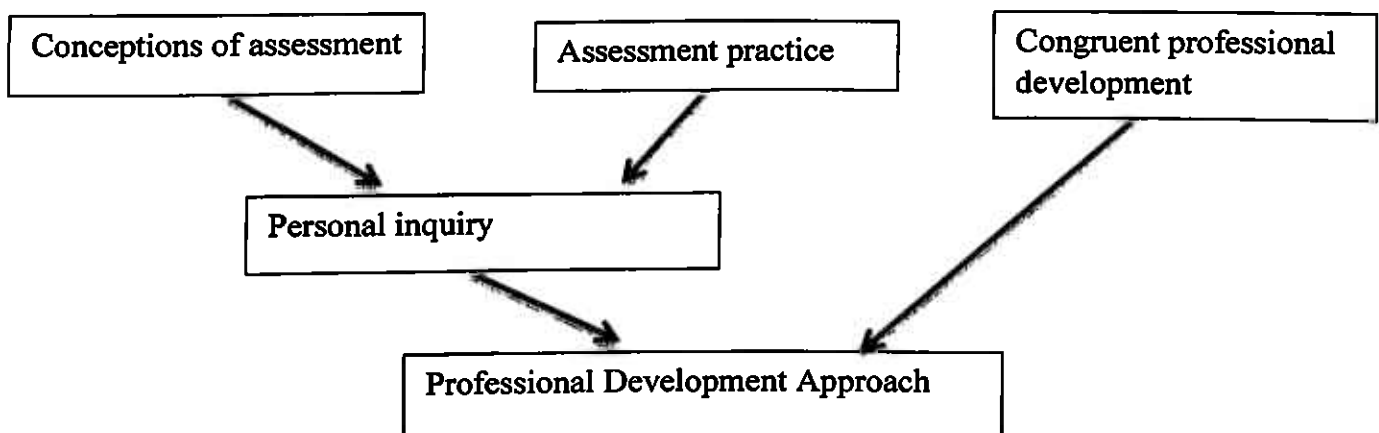 Conceptions of assessment
Assessment practice
Congruent professional
development
Personal inquiry
Professional Development Approach